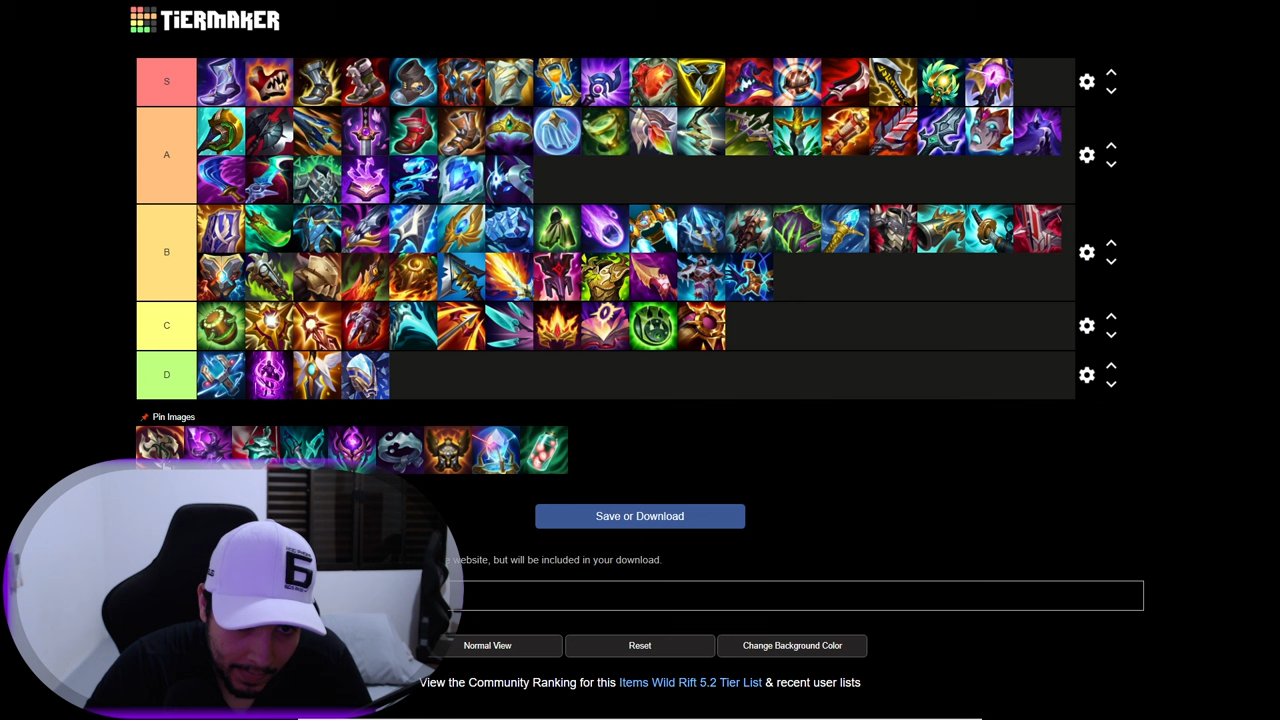 TiERMAKER
S
A
B
C
D
Pin Images
Save or Download
website, but will be included in your download.
Normal View
Reset
Change Background Color
View the Community Ranking for this Items Wild Rift 5.2 Tier List & recent user lists
6